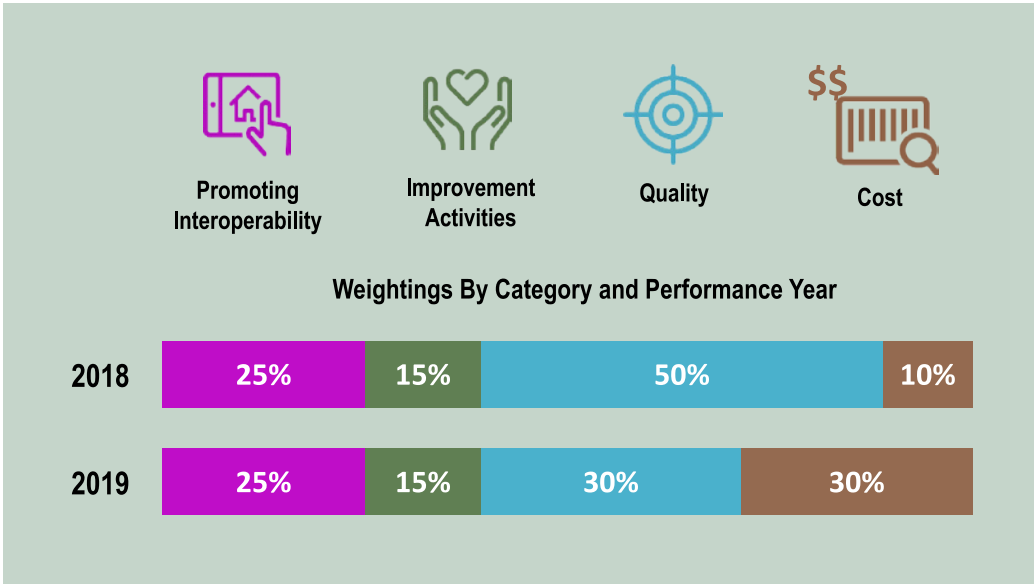 $$
Promoting
Interoperability
Improvement
Activities
Quality
Cost
Weightings By Category and Performance Year
2018 25% 15% 50% 10%
2019 25% 15% 30% 30%